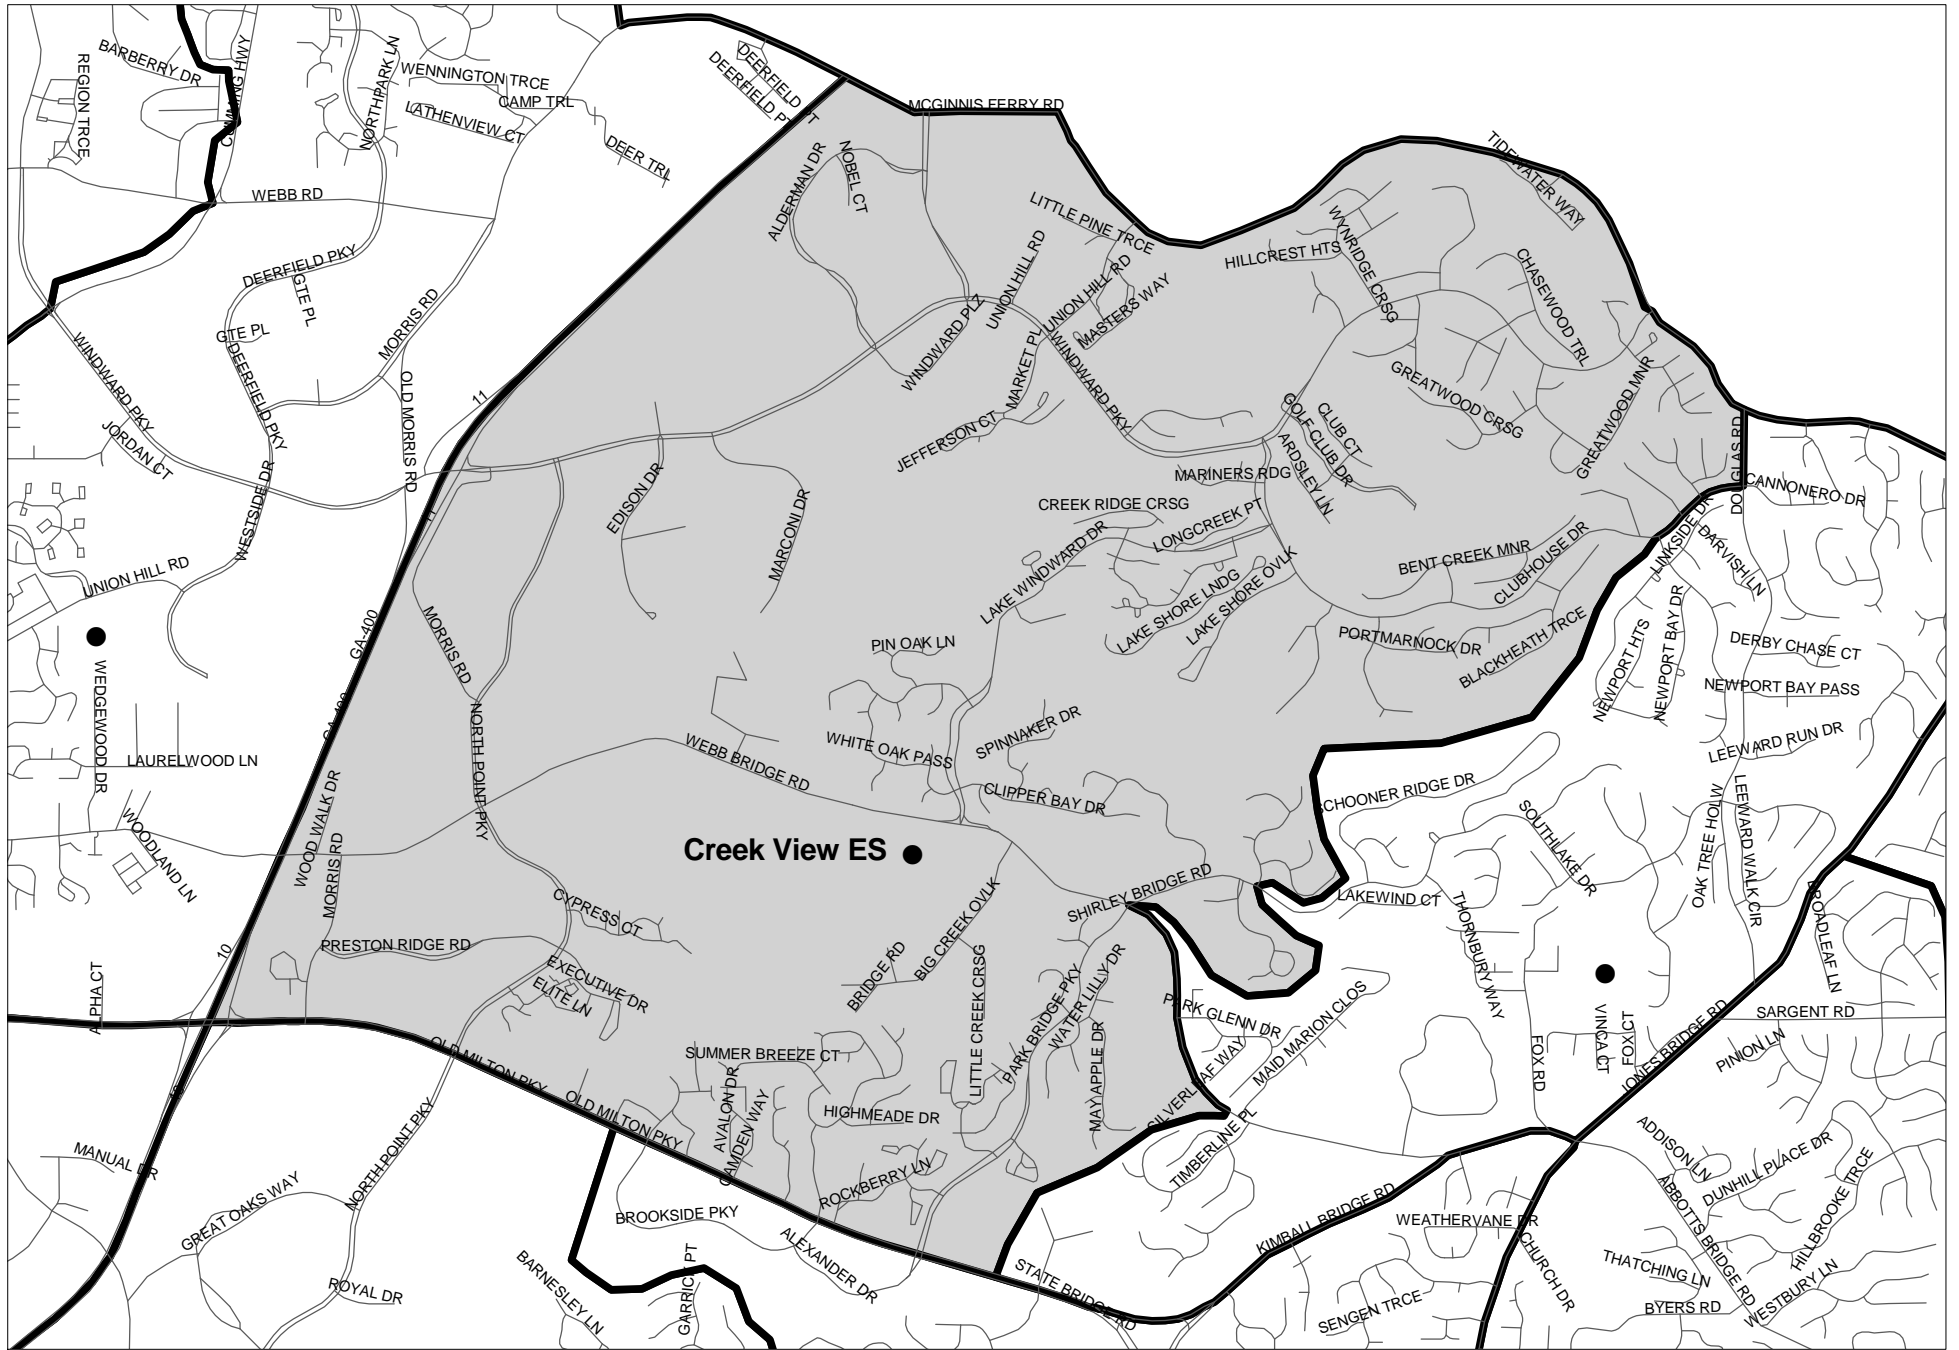 BARBERRY DR
REGION TRCE
CUMMING HWY
NORTHPARK LN
WENNINGTON TRCE
CAMP TRL
LATHENVIEW CT
DEER TRL
DEERFIELD PT
DEERFIELD PT
MCGINNIS FERRY RD
TIDEWATER WAY
WEBB RD
ALDERMAN DR
NOBEL CT
LITTLE PINE TRCE
WYNRIDGE CRSG
HILLCREST HTS
CHASEWOOD TRL
DEERFIELD PKY
GTE PL
GTE PL
DEERFIELD PKY
MORRIS RD
UNION HILL RD
UNION HILL RD
MASTERS WAY
WINDWARD PLZ
MARKET PL
WINDWARD PKY
WINDWARD PKY
JORDAN CT
OLD MORRIS RD
11
11
GREATWOOD CRSG
GREATWOOD MNR
GOLF CLUB DR
CLUB CT
ARDSLEY LN
JEFFERSON CT
MARINERS RDG
DOUGLAS RD
CANNONERO DR
WESTSIDE DR
EDISON DR
MARCONI DR
CREEK RIDGE CRSG
LONGCREEK PT
LAKE WINDWARD DR
LINKSIDE DR
DARVISH LN
BENT CREEK MNR
CLUBHOUSE DR
UNION HILL RD
LAKE SHORE LNDG
LAKE SHORE OVLK
MORRIS RD
GA-400
GA-400
PIN OAK LN
PORTMARNOCK DR
BLACKHEATH TRCE
NEWPORT HTS
NEWPORT BAY DR
DERBY CHASE CT
NEWPORT BAY PASS
WEDGEWOOD DR
LAURELWOOD LN
NORTH POINT PKY
WEBB BRIDGE RD
WHITE OAK PASS
SPINNAKER DR
CLIPPER BAY DR
LEEWARD RUN DR
SCHOONER RIDGE DR
SOUTHLAKE DR
OAK TREE HOLW
LEEWARD WALK CIR
WOODLAND LN
WOOD WALK DR
MORRIS RD
Creek View ES
SHIRLEY BRIDGE RD
LAKEWIND CT
THORNBURY WAY
BROADLEAF LN
CYPRESS CT
PRESTON RIDGE RD
10
EXECUTIVE DR
ELITE LN
BRIDGE RD
BIG CREEK OVLK
LITTLE CREEK CRSG
PARK BRIDGE PKY
WATER LILLY DR
ALPHA CT
PARK GLENN DR
MAID MARION CLOS
SARGENT RD
VINCA CT
FOX CT
FOX RD
JONES BRIDGE RD
PINION LN
OLD MILTON PKY
OLD MILTON PKY
10
SUMMER BREEZE CT
AVALON DR
CAMDEN WAY
HIGHMEADE DR
MAY APPLE DR
SILVERLEAF WAY
TIMBERLINE PL
MANUAL DR
GREAT OAKS WAY
NORTH POINT PKY
ROCKBERRY LN
BROOKSIDE PKY
ALEXANDER DR
ADDISON LN
DUNHILL PLACE DR
HILLBROOKE TRCE
ABBOTTS BRIDGE RD
KIMBALL BRIDGE RD
WEATHERVANE DR
CHURCH DR
THATCHING LN
WESTBURY LN
BYERS RD
STATE BRIDGE RD
SENGEN TRCE
ROYAL DR
BARNESLEY LN
GARRICK PT